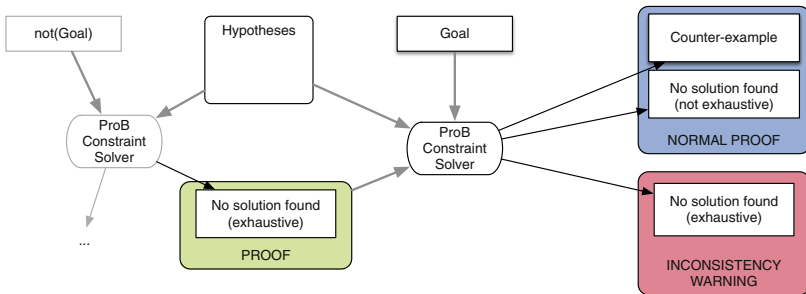 not(Goal)
Hypotheses
Goal
Counter-example
No solution found
(not exhaustive)
NORMAL PROOF
ProB
Constraint
Solver
ProB
Constraint
Solver
No solution found
(exhaustive)
PROOF
No solution found
(exhaustive)
INCONSISTENCY
WARNING
...